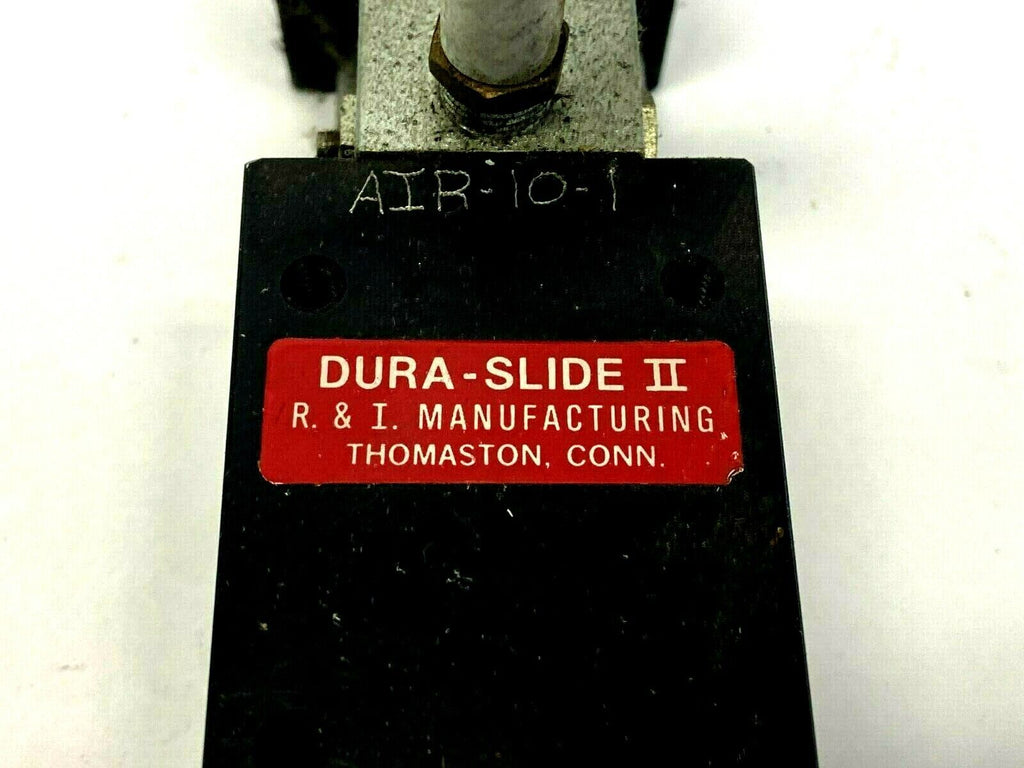 AIR-10-1
DURA-SLIDE II
R. & I. MANUFACTURING
THOMASTON, CONN.